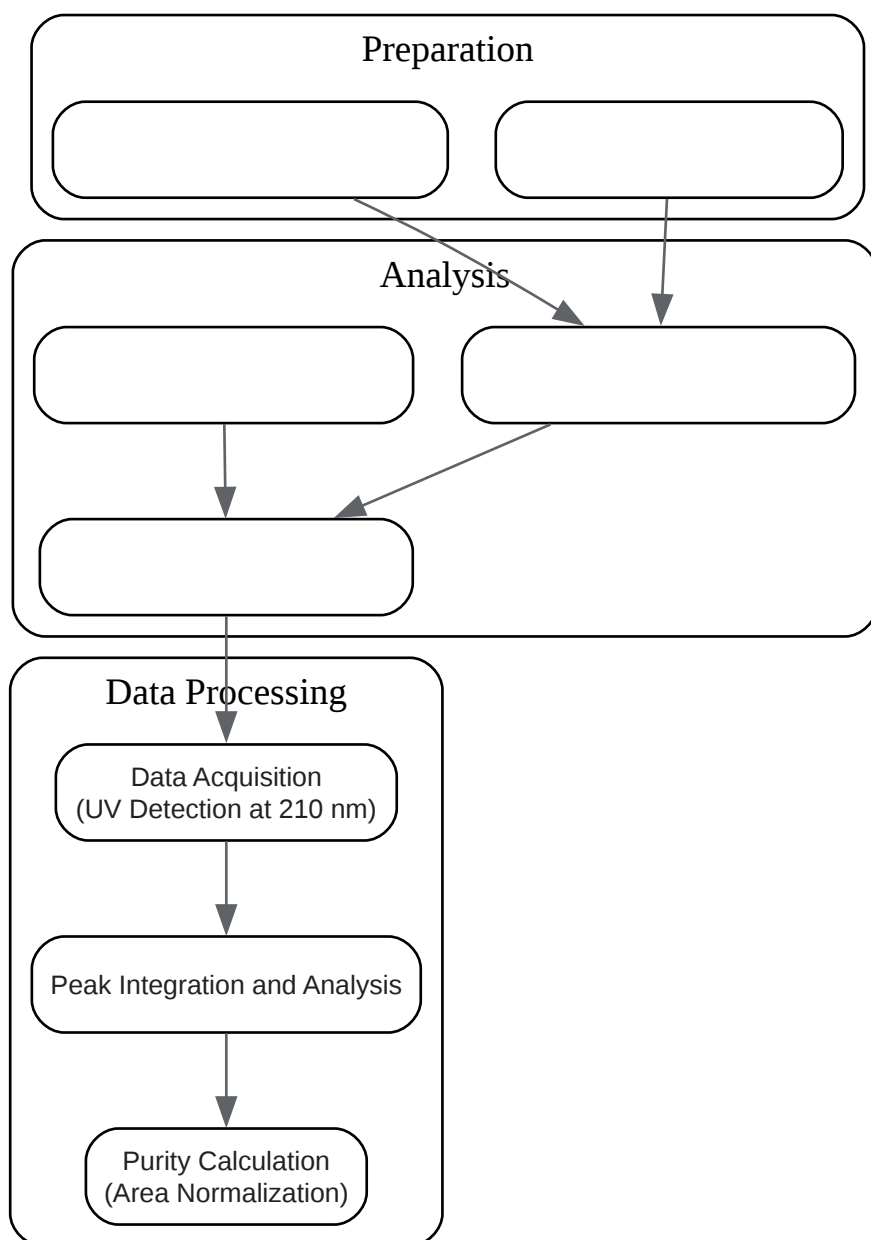 Preparation
Analysis
Data Processing
Data Acquisition
(UV Detection at 210 nm)
Peak Integration and Analysis
Purity Calculation
(Area Normalization)